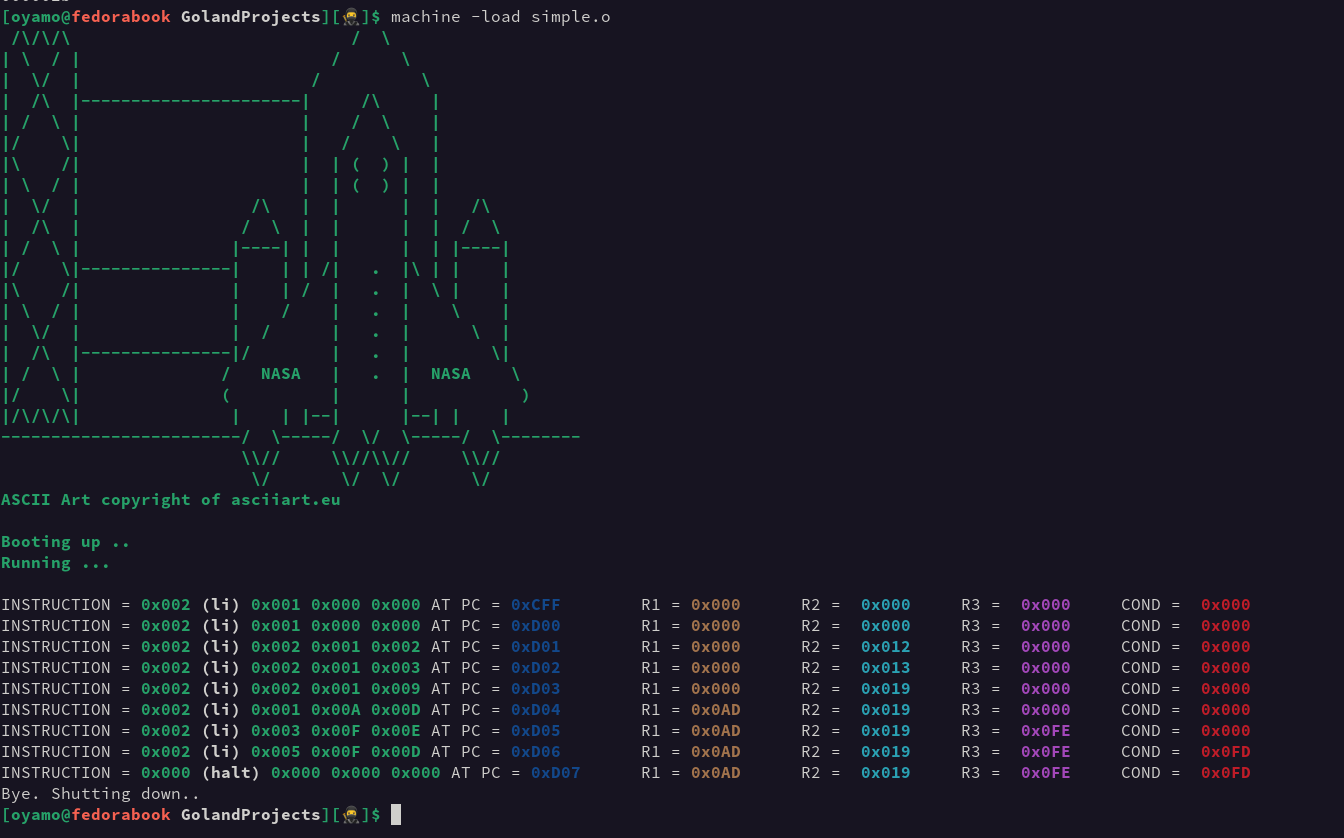 [oyamo@fedorabook GolandProjects][🥷]$ machine -load simple.o
 /\/\/\                            /  \
| \  / |                         /      \
|  \/  |                       /          \
|  /\  |----------------------|     /\     |
| /  \ |                      |    /  \    |
|/    \|                      |   /    \   |
|\    /|                      |  | (  ) |  |
| \  / |                      |  | (  ) |  |
|  \/  |                 /\   |  |      |  |   /\
|  /\  |                /  \  |  |      |  |  /  \
| /  \ |               |----| |  |      |  | |----|
|/    \|---------------|    | | /|   .  |\ | |    |
|\    /|               |    | /  |   .  |  \ |    |
| \  / |               |    /    |   .  |    \    |
|  \/  |               |  /      |   .  |      \  |
|  /\  |---------------|/        |   .  |        \|
| /  \ |              /   NASA   |   .  |  NASA    \
|/    \|              (          |      |           )
|/\/\/\|               |    | |--|      |--| |    |
------------------------/  \-----/  \/  \-----/  \--------
                        \\//     \\//\\//     \\//
                         \/       \/  \/       \/
ASCII Art copyright of asciiart.eu
Booting up ..
Running ...
INSTRUCTION = 0x002 (li) 0x001 0x000 0x000 AT PC = 0xCFF        R1 = 0x000      R2 =  0x000     R3 =  0x000     COND =  0x000
INSTRUCTION = 0x002 (li) 0x001 0x000 0x000 AT PC = 0xD00        R1 = 0x000      R2 =  0x000     R3 =  0x000     COND =  0x000
INSTRUCTION = 0x002 (li) 0x002 0x001 0x002 AT PC = 0xD01        R1 = 0x000      R2 =  0x012     R3 =  0x000     COND =  0x000
INSTRUCTION = 0x002 (li) 0x002 0x001 0x003 AT PC = 0xD02        R1 = 0x000      R2 =  0x013     R3 =  0x000     COND =  0x000
INSTRUCTION = 0x002 (li) 0x002 0x001 0x009 AT PC = 0xD03        R1 = 0x000      R2 =  0x019     R3 =  0x000     COND =  0x000
INSTRUCTION = 0x002 (li) 0x001 0x00A 0x00D AT PC = 0xD04        R1 = 0x0AD      R2 =  0x019     R3 =  0x000     COND =  0x000
INSTRUCTION = 0x002 (li) 0x003 0x00F 0x00E AT PC = 0xD05        R1 = 0x0AD      R2 =  0x019     R3 =  0x0FE     COND =  0x000
INSTRUCTION = 0x002 (li) 0x005 0x00F 0x00D AT PC = 0xD06        R1 = 0x0AD      R2 =  0x019     R3 =  0x0FE     COND =  0x0FD
INSTRUCTION = 0x000 (halt) 0x000 0x000 0x000 AT PC = 0xD07      R1 = 0x0AD      R2 =  0x019     R3 =  0x0FE     COND =  0x0FD
Bye. Shutting down..
[oyamo@fedorabook GolandProjects][🥷]$